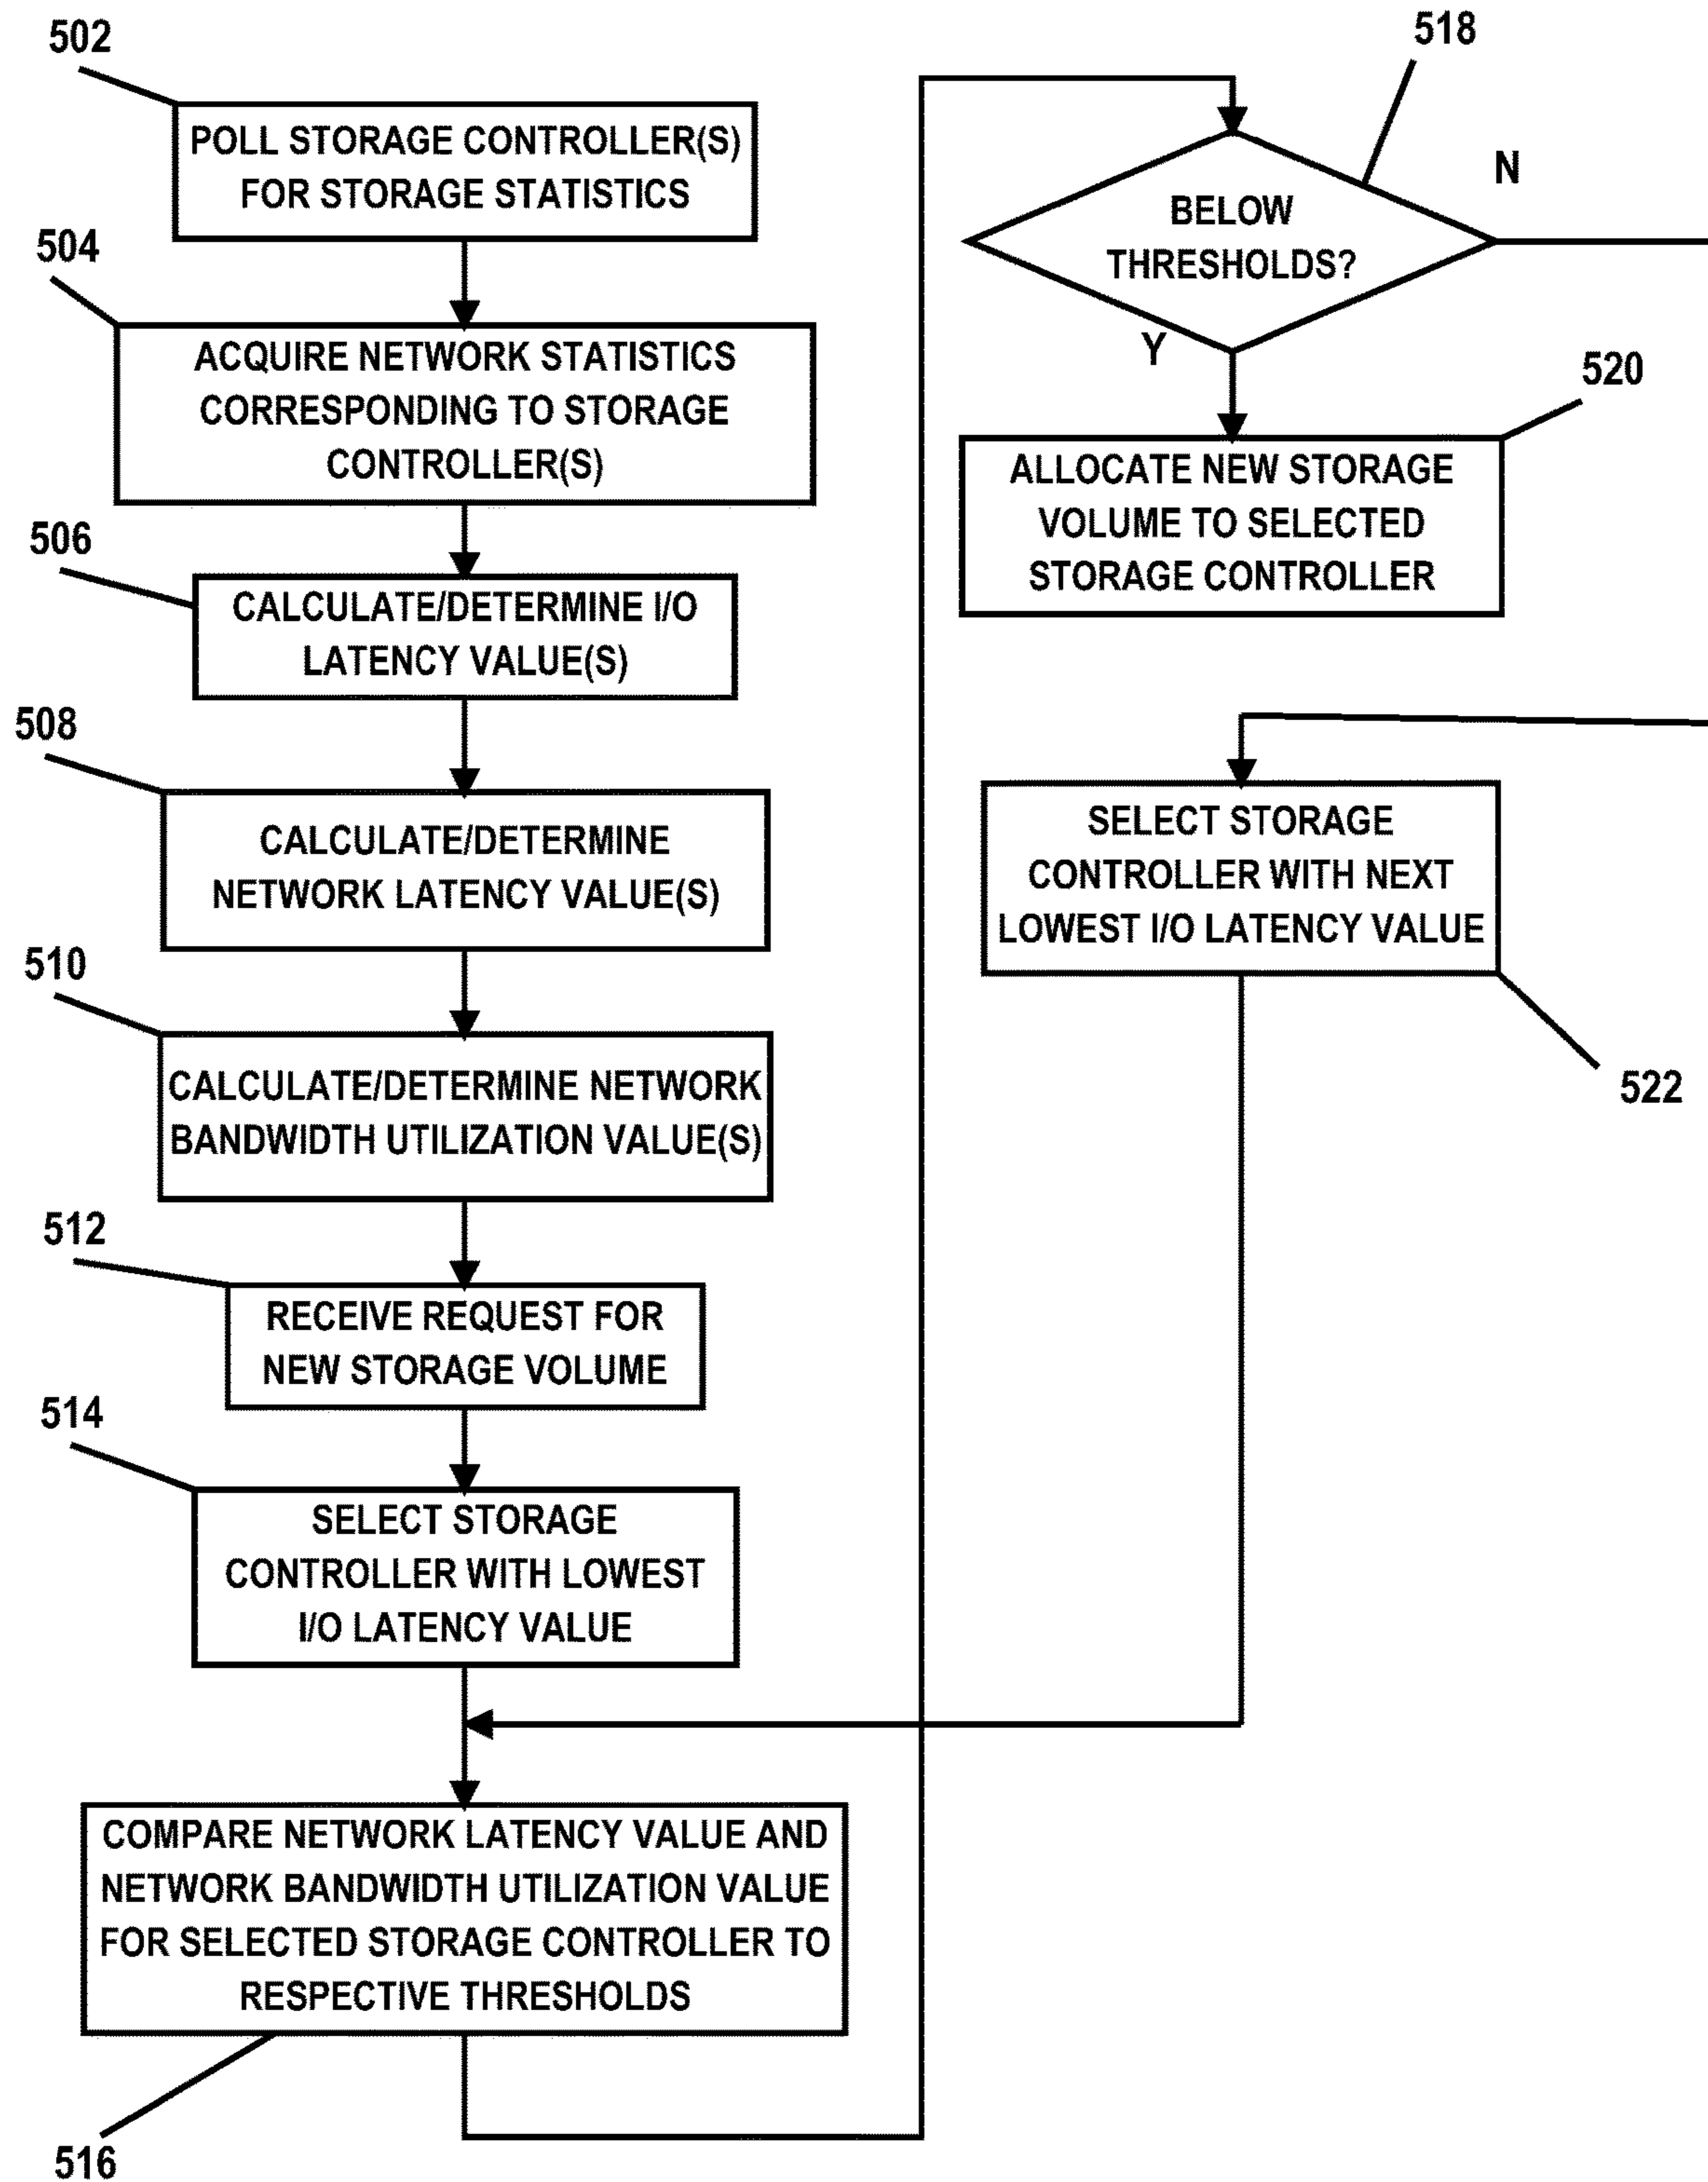 502
POLL STORAGE CONTROLLER(S)
FOR STORAGE STATISTICS
504
ACQUIRE NETWORK STATISTICS
CORRESPONDING TO STORAGE
CONTROLLER(S)
506
CALCULATE/DETERMINE I/O
LATENCY VALUE(S)
508
CALCULATE/DETERMINE
NETWORK LATENCY VALUE(S)
510
CALCULATE/DETERMINE NETWORK
BANDWIDTH UTILIZATION VALUE(S)
512
RECEIVE REQUEST FOR
NEW STORAGE VOLUME
514
SELECT STORAGE
CONTROLLER WITH LOWEST
I/O LATENCY VALUE
COMPARE NETWORK LATENCY VALUE AND
NETWORK BANDWIDTH UTILIZATION VALUE
FOR SELECTED STORAGE CONTROLLER TO
RESPECTIVE THRESHOLDS
516
518
BELOW
THRESHOLDS?
N
Y
520
ALLOCATE NEW STORAGE
VOLUME TO SELECTED
STORAGE CONTROLLER
SELECT STORAGE
CONTROLLER WITH NEXT
LOWEST I/O LATENCY VALUE
522